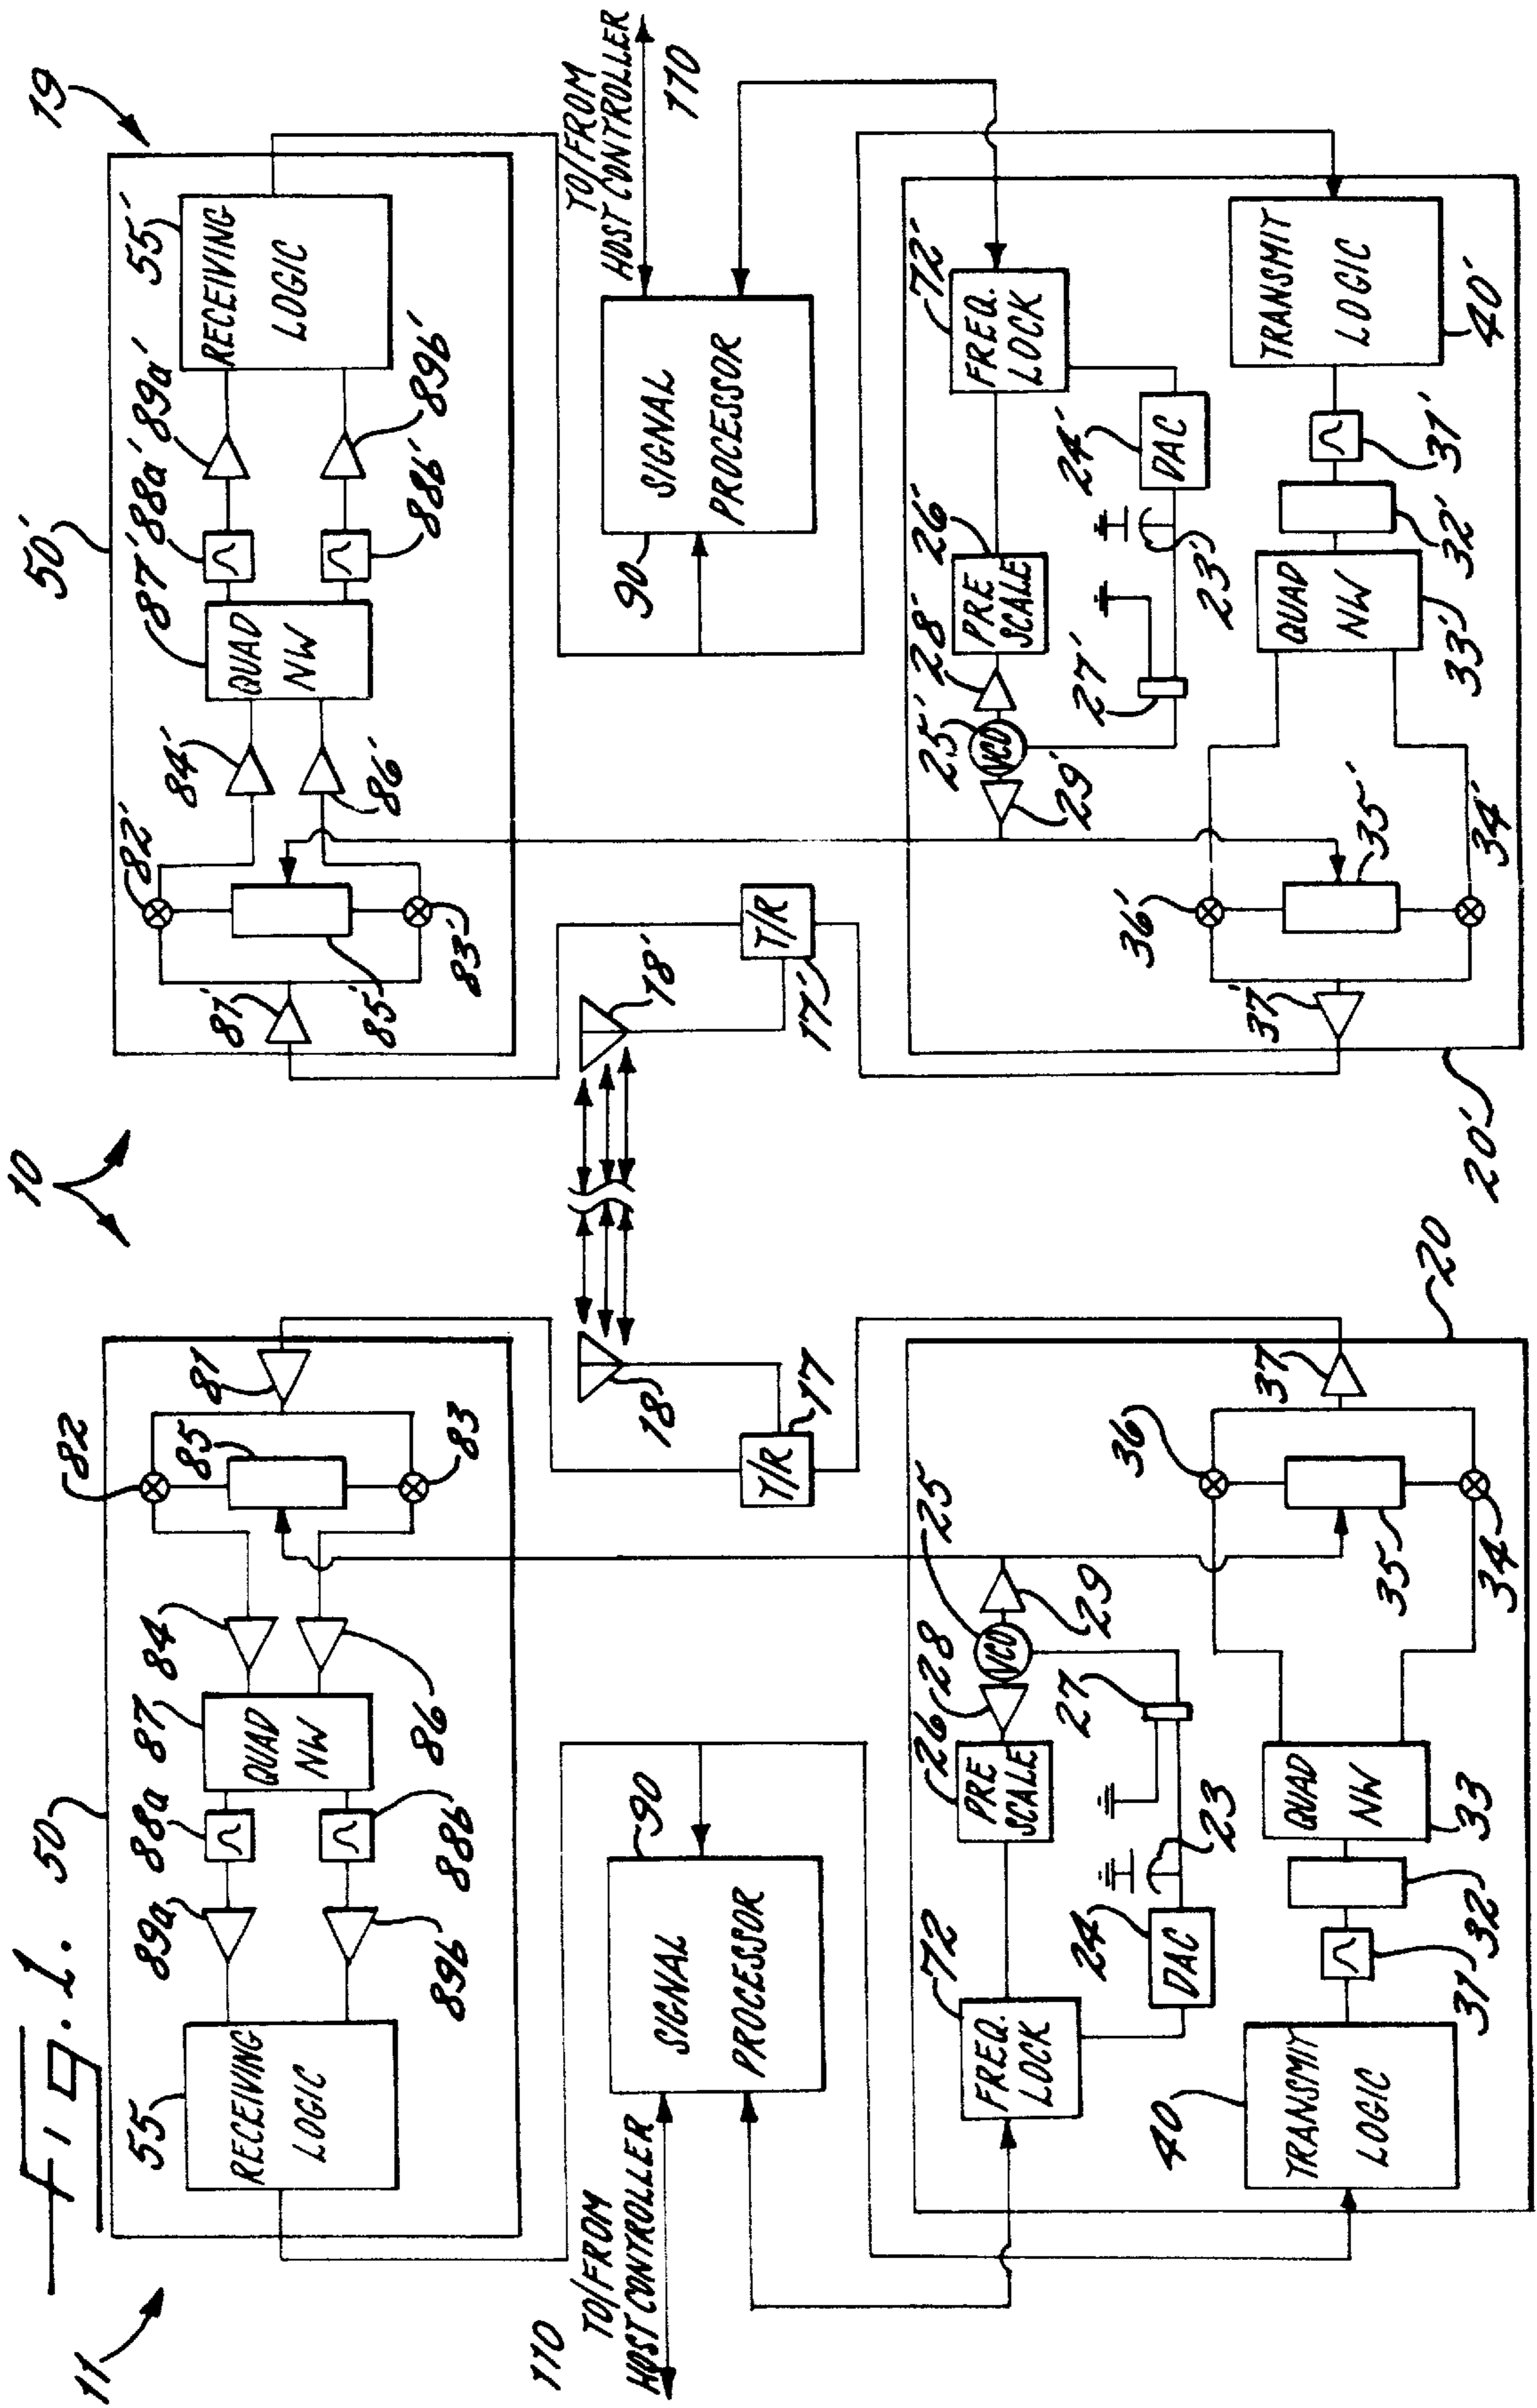 Fig. 1.
10
11
19
50
55
RECEIVING
LOGIC
89a
89b
88a
88b
87
QUAD
NW
84
86
82
85
83
81
50'
81'
82'
85'
83'
84'
86'
87'
QUAD
NW
88a'
88b'
89a'
89b'
55'
RECEIVING
LOGIC
110
TO/FROM
HOST CONTROLLER
SIGNAL
PROCESSOR
90
T/R
17
18
18'
T/R
17'
90
SIGNAL
PROCESSOR
TO/FROM
HOST CONTROLLER
110
72
FREQ.
LOCK
26
PRE
SCALE
28
25
VCO
29
24
DAC
23
27
40
TRANSMIT
LOGIC
31
32
33
QUAD
NW
36
35
34
37
20
20'
37'
36'
35'
34'
29'
25'
VCO
28'
26'
PRE
SCALE
27'
23'
24'
DAC
72'
FREQ.
LOCK
33'
QUAD
NW
32'
31'
TRANSMIT
LOGIC
40'